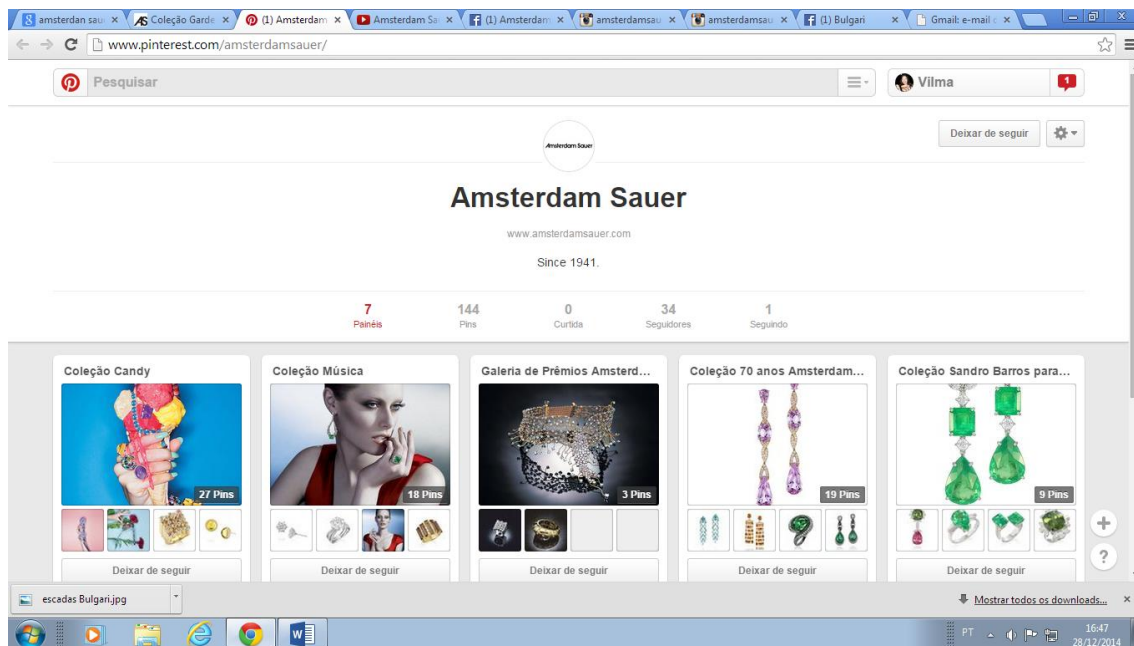 amsterdan sau
Coleção Garde
(1) Amsterdam
Amsterdam Sa
(1) Amsterdam
amsterdamsau
amsterdamsau
(1) Bulgari
Gmail: e-mail
www.pinterest.com/amsterdamsauer/
Pesquisar
Vilma
1
Deixar de seguir
Amsterdam Sauer
Amsterdam Sauer
www.amsterdamsauer.com
Since 1941.
7 144 0 34 1
Painéis Pins Curtida Seguidores Seguindo
Coleção Candy
27 Pins
Deixar de seguir
Coleção Música
18 Pins
Deixar de seguir
Galeria de Prêmios Amsterd...
3 Pins
Deixar de seguir
Coleção 70 anos Amsterdam...
19 Pins
Deixar de seguir
Coleção Sandro Barros para...
9 Pins
Deixar de seguir
+
?
escadas Bulgari.jpg
Mostrar todos os downloads...
PT
16:47
28/12/2014